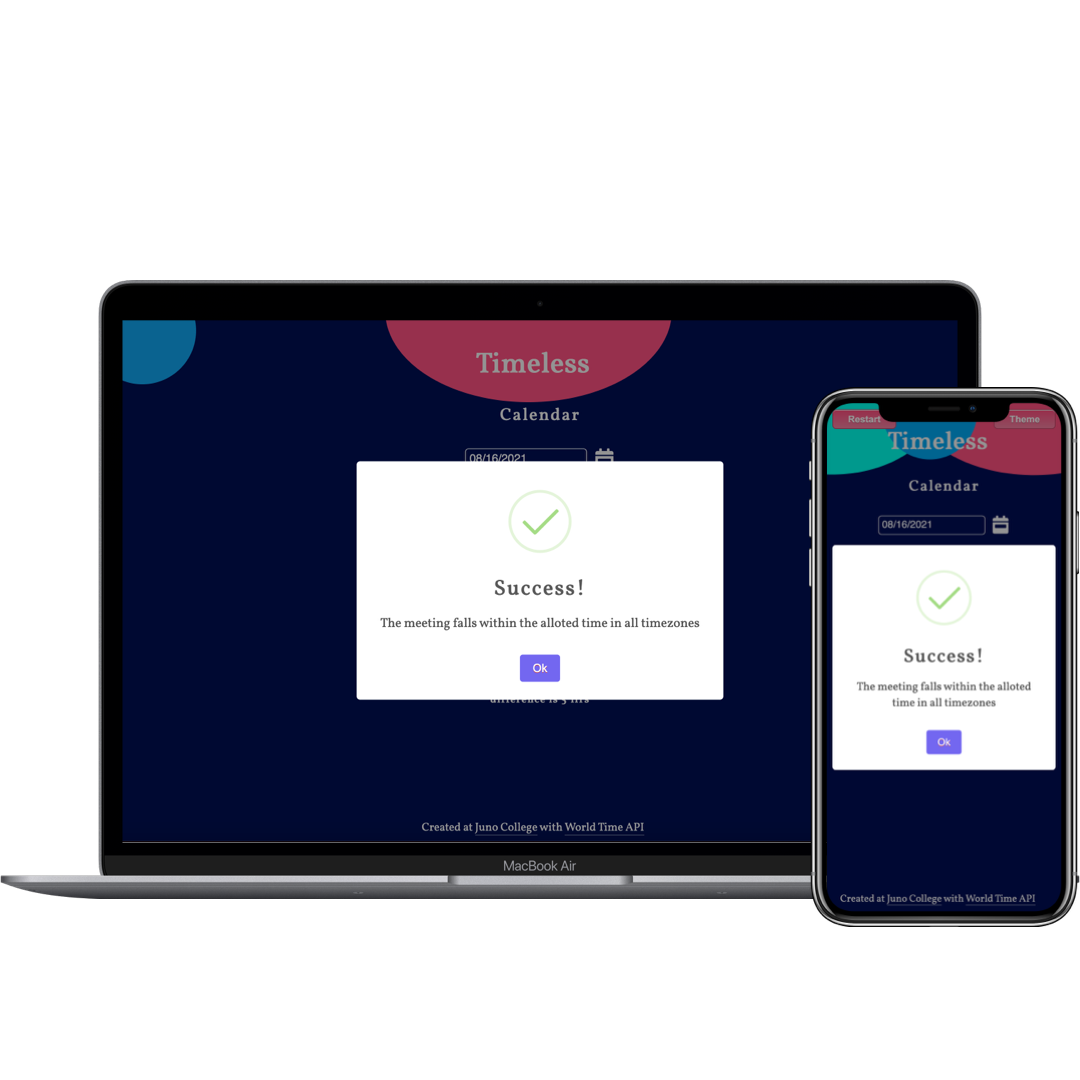 Timeless
Calendar
08/16/2021
Success!
The meeting falls within the alloted time in all timezones
Ok
difference is 3 hrs
Created at Juno College with World Time API
MacBook Air
Restart
Theme
Timeless
Calendar
08/16/2021
Success!
The meeting falls within the alloted
time in all timezones
Ok
Created at Juno College with World Time API